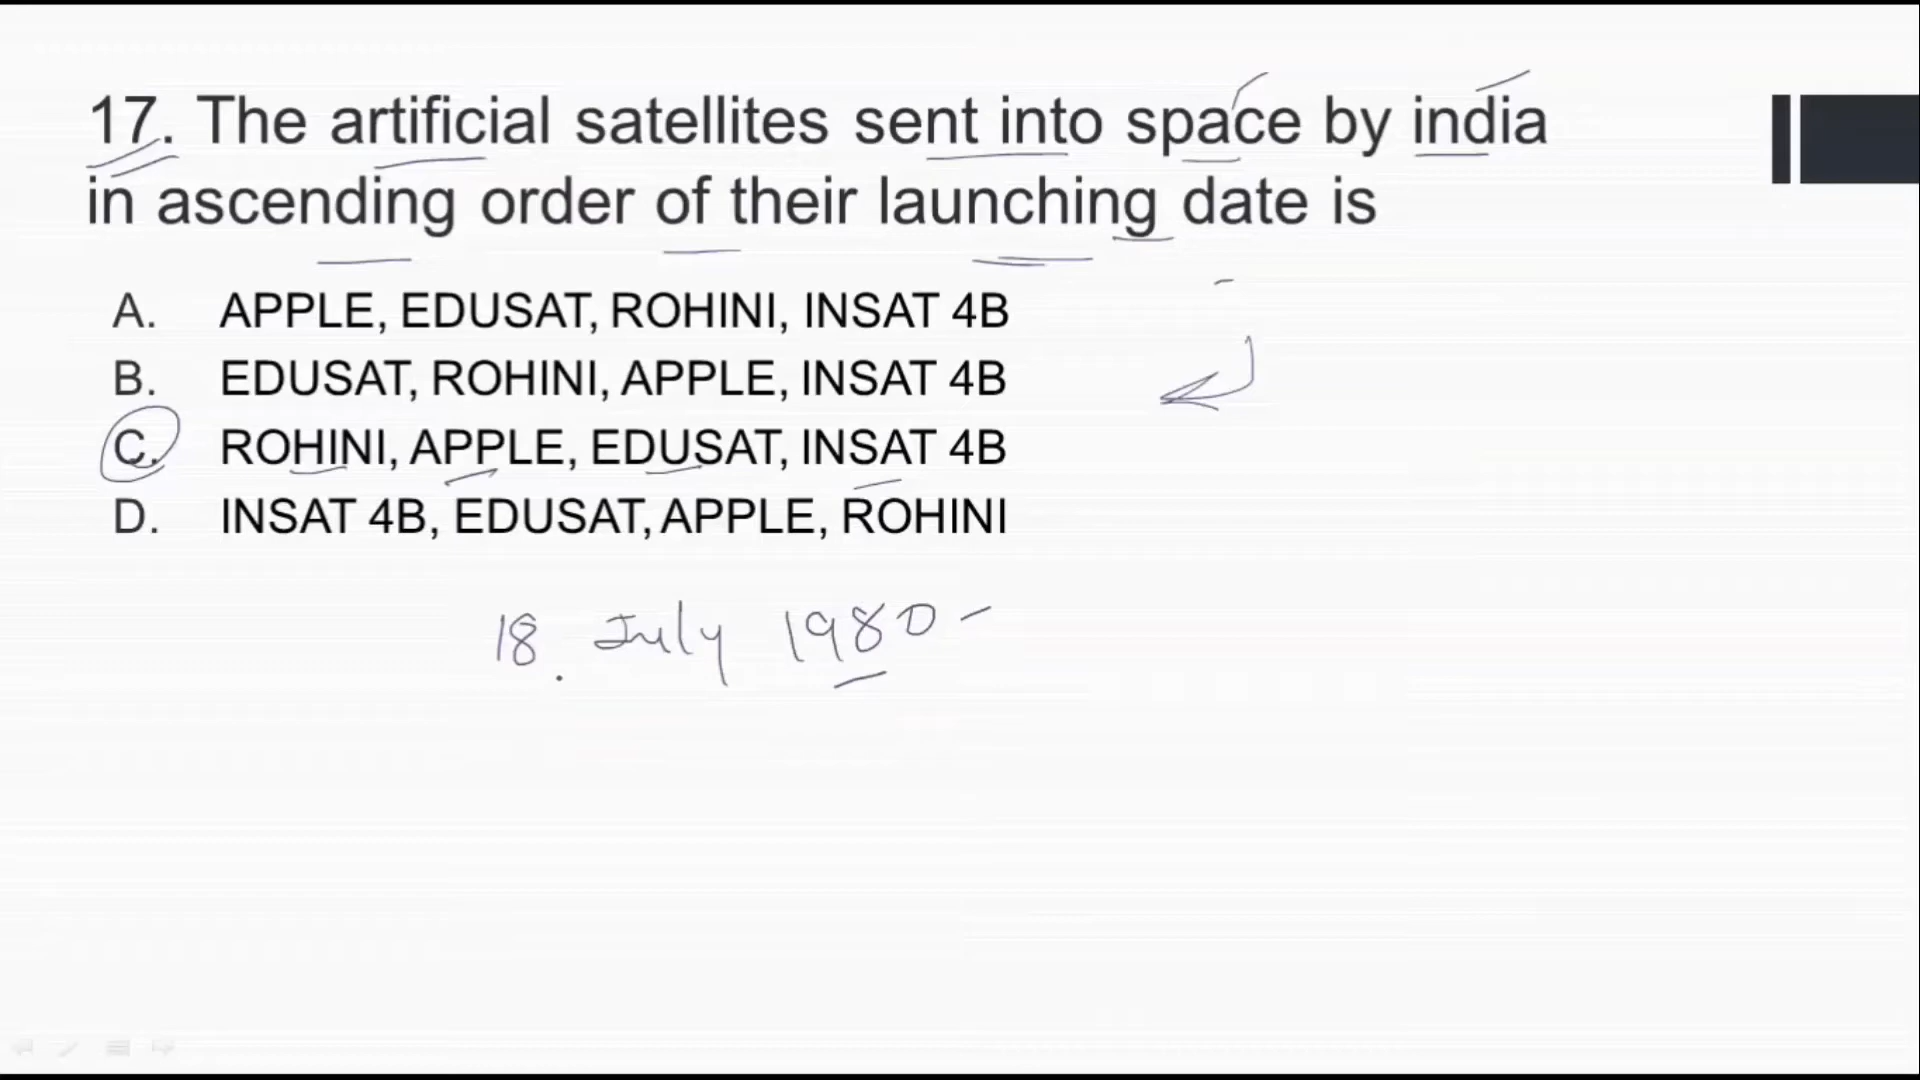 17. The artificial satellites sent into space by india
in ascending order of their launching date is
A. APPLE, EDUSAT, ROHINI, INSAT 4B
B. EDUSAT, ROHINI, APPLE, INSAT 4B
C. ROHINI, APPLE, EDUSAT, INSAT 4B
D. INSAT 4B, EDUSAT, APPLE, ROHINI
18. July 1980-